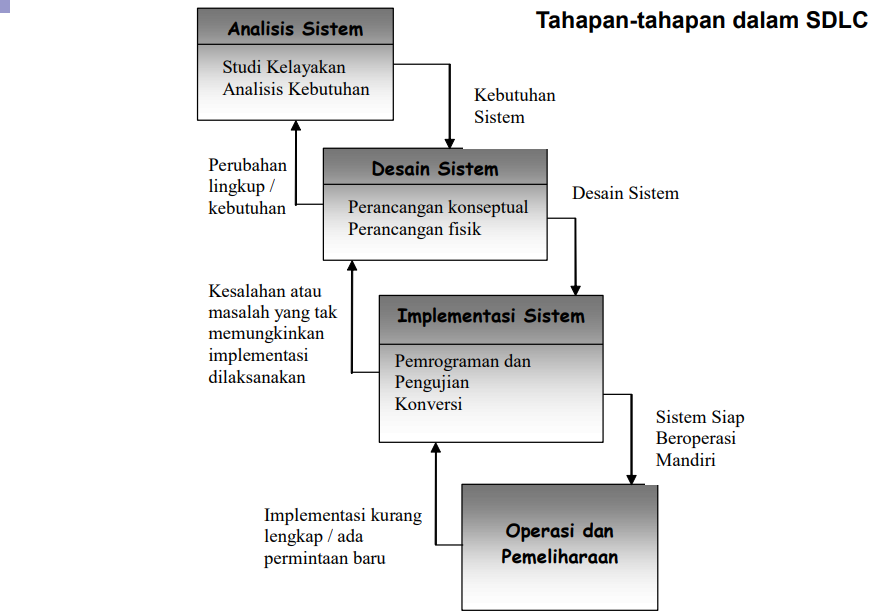 Tahapan-tahapan dalam SDLC
Analisis Sistem
Studi Kelayakan
Analisis Kebutuhan
Kebutuhan
Sistem
Perubahan
lingkup /
kebutuhan
Desain Sistem
Perancangan konseptual
Perancangan fisik
Desain Sistem
Kesalahan atau
masalah yang tak
memungkinkan
implementasi
dilaksanakan
Implementasi Sistem
Pemrograman dan
Pengujian
Konversi
Sistem Siap
Beroperasi
Mandiri
Implementasi kurang
lengkap / ada
permintaan baru
Operasi dan
Pemeliharaan